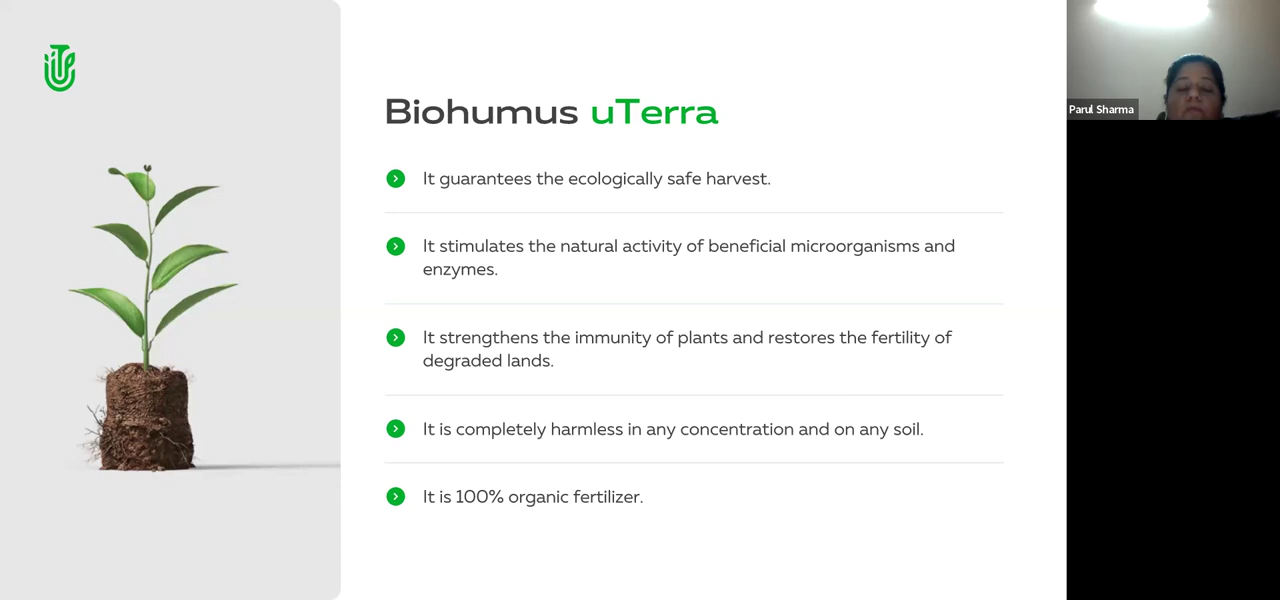 Biohumus uTerra
It guarantees the ecologically safe harvest.
It stimulates the natural activity of beneficial microorganisms and
enzymes.
It strengthens the immunity of plants and restores the fertility of
degraded lands.
It is completely harmless in any concentration and on any soil.
It is 100% organic fertilizer.
Parul Sharma